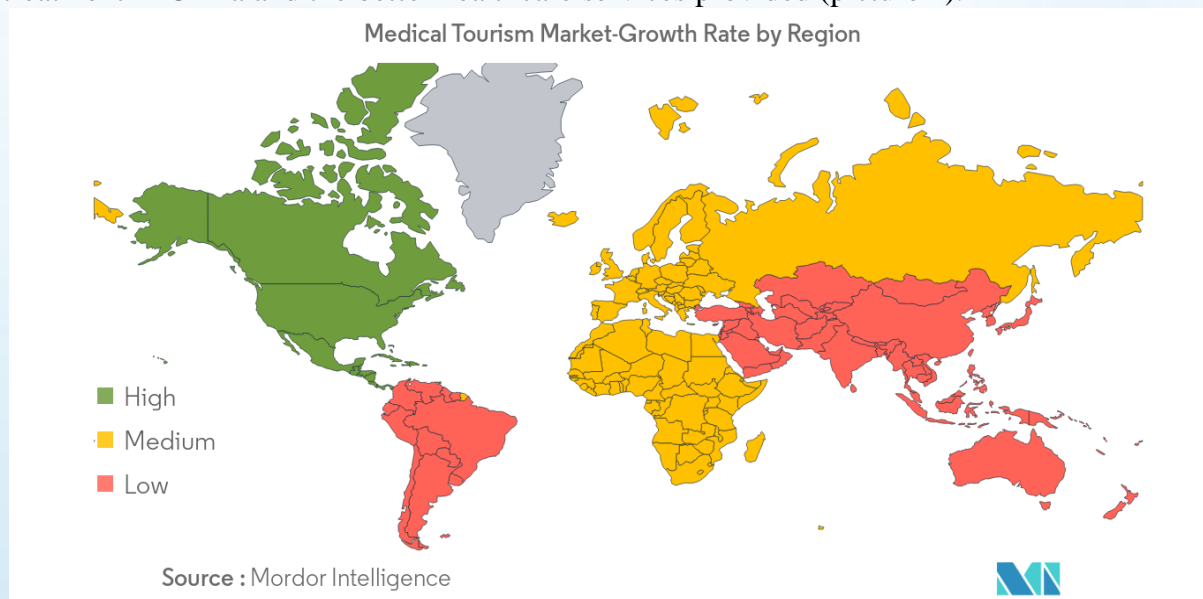 Medical Tourism Market-Growth Rate by Region
High
Medium
Low
Source : Mordor Intelligence